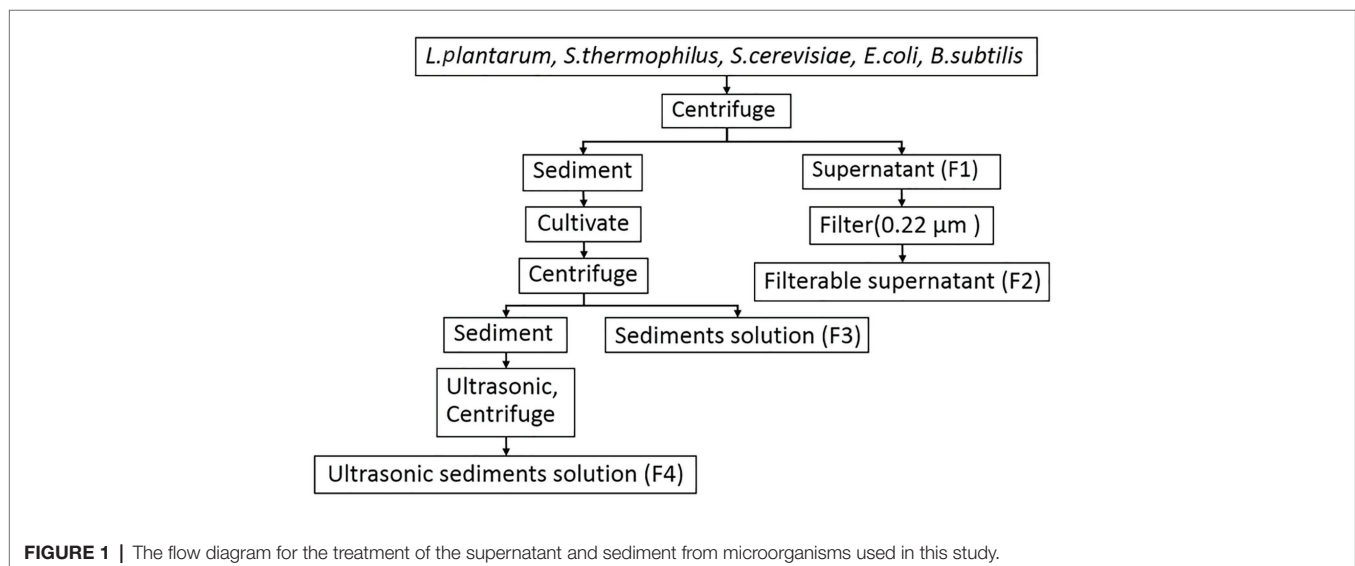 L.plantarum, S.thermophilus, S.cerevisiae, E.coli, B.subtilis
Centrifuge
Sediment
Supernatant (F1)
Cultivate
Filter(0.22 µm )
Centrifuge
Filterable supernatant (F2)
Sediment
Sediments solution (F3)
Ultrasonic,
Centrifuge
Ultrasonic sediments solution (F4)
FIGURE 1 | The flow diagram for the treatment of the supernatant and sediment from microorganisms used in this study.